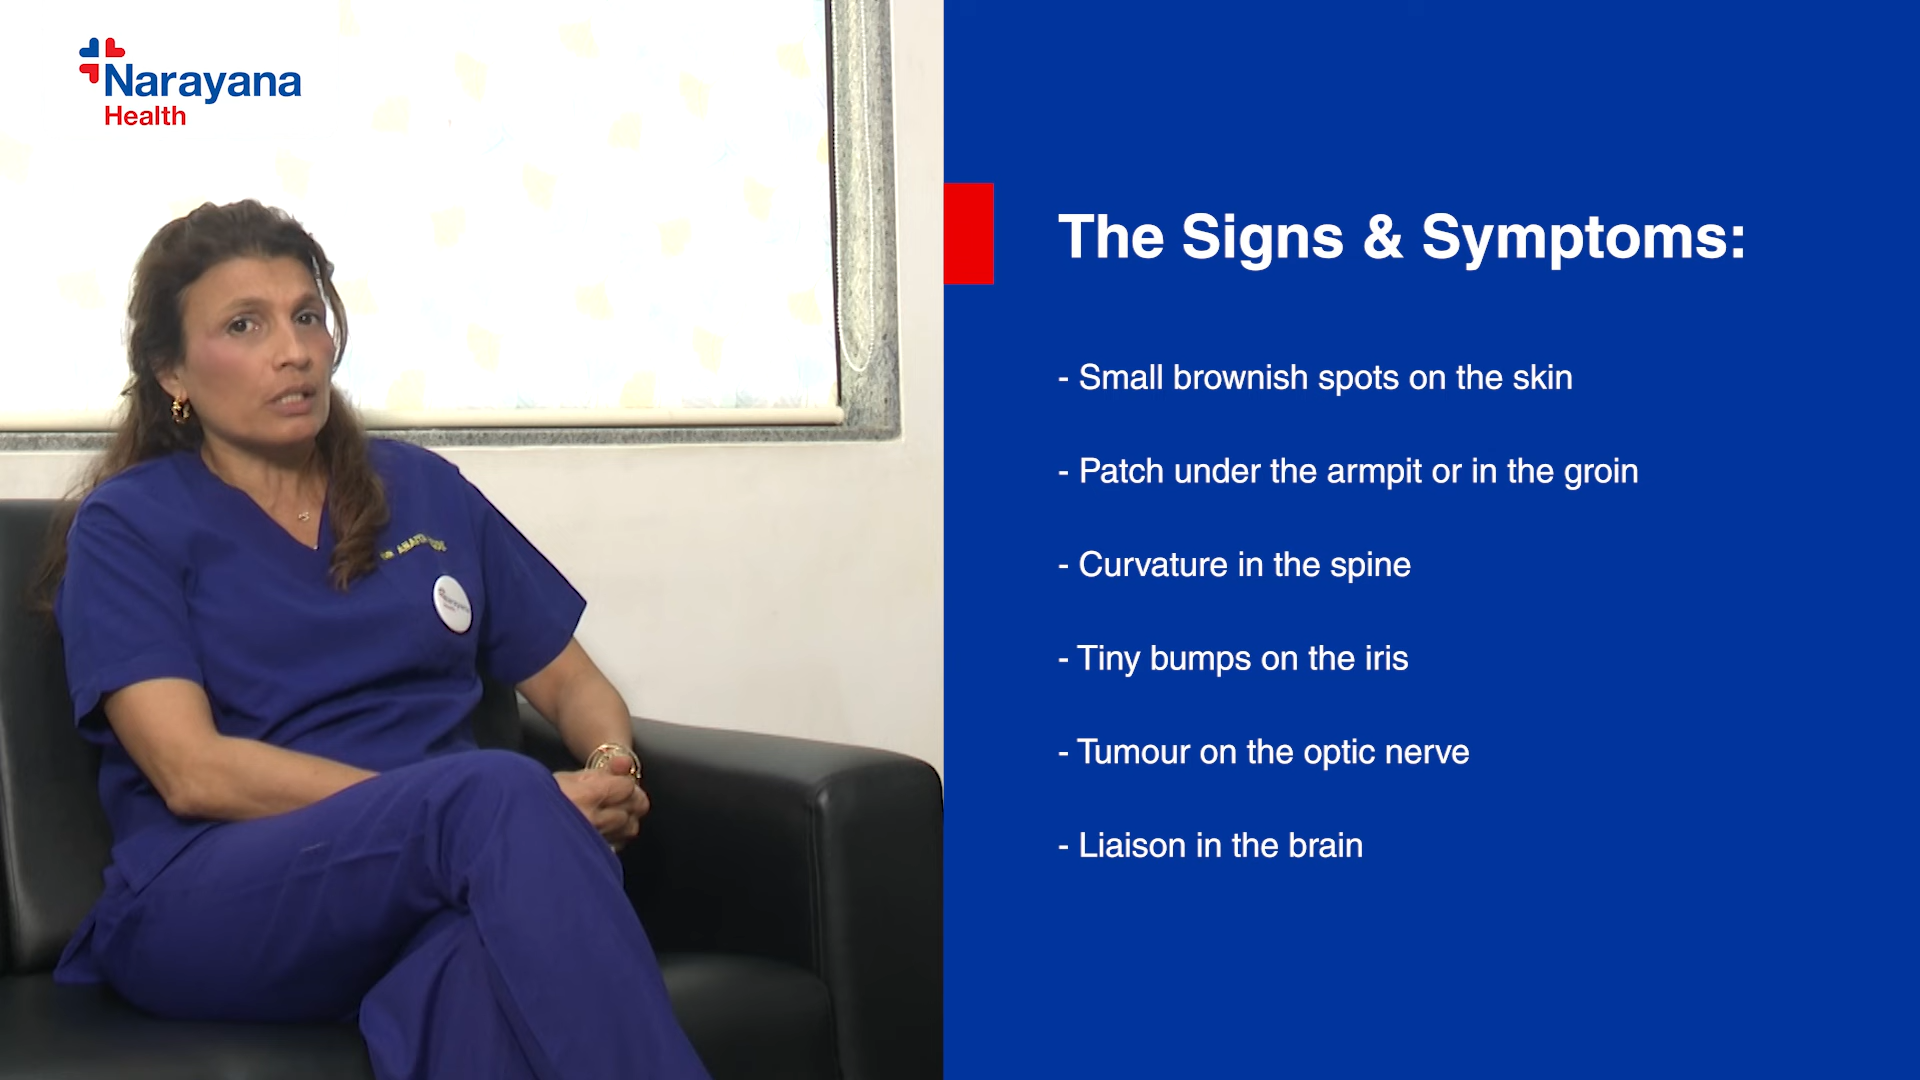 Narayana
Health
The Signs & Symptoms:
- Small brownish spots on the skin
- Patch under the armpit or in the groin
- Curvature in the spine
- Tiny bumps on the iris
- Tumour on the optic nerve
- Liaison in the brain
Narayana